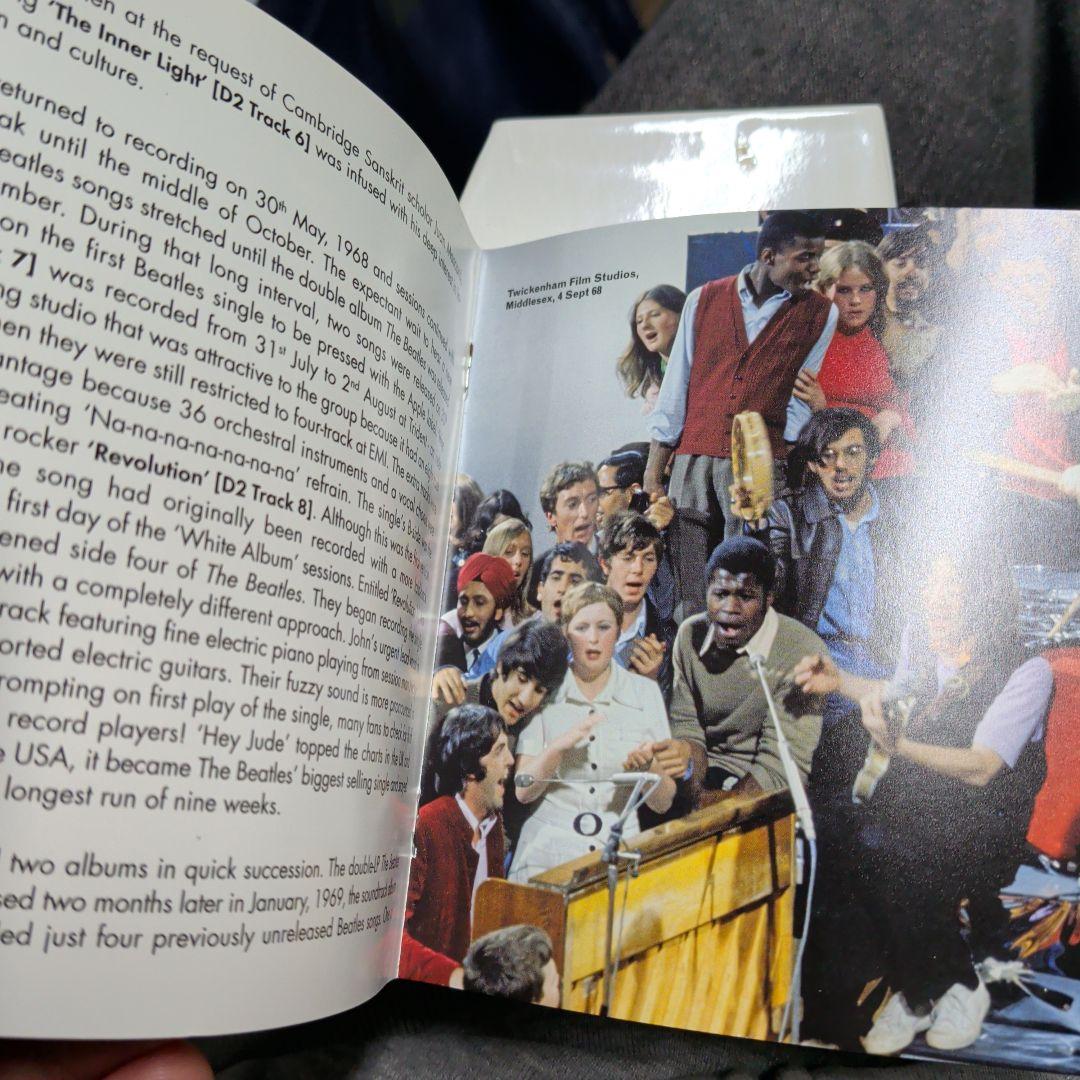 en at the request of Cambridge Sanskrit scholar Juan
'The Inner Light' [D2 Track 6] was infused with his deep interest in
n and culture.
eturned to recording on 30th May, 1968 and sessions continued with
ak until the middle of October. The expectant wait to hear
eatles songs stretched until the double album The Beatles was released
mber. During that long interval, two songs were released
on the first Beatles single to be pressed with the Apple label
7] was recorded from 31st July to 2nd August at Trident
ng studio that was attractive to the group because it had an
en they were still restricted to four-track at EMI. The extra
antage because 36 orchestral instruments and a vocal
eating 'Na-na-na-na-na-na-na' refrain. The single's B-side
rocker 'Revolution' [D2 Track 8]. Although this was the
he song had originally been recorded with a more
first day of the 'White Album' sessions. Entitled 'Revolution
ened side four of The Beatles. They began recording
with a completely different approach. John's urgent lead
rack featuring fine electric piano playing from session man
orted electric guitars. Their fuzzy sound is more pronounced
rompting on first play of the single, many fans to check
record players! 'Hey Jude' topped the charts in the UK and
e USA, it became The Beatles' biggest selling single and
longest run of nine weeks.
two albums in quick succession. The double-LP The Beatles
sed two months later in January, 1969, the soundtrack album
ed just four previously unreleased Beatles songs.
Twickenham Film Studios,
Middlesex, 4 Sept 68